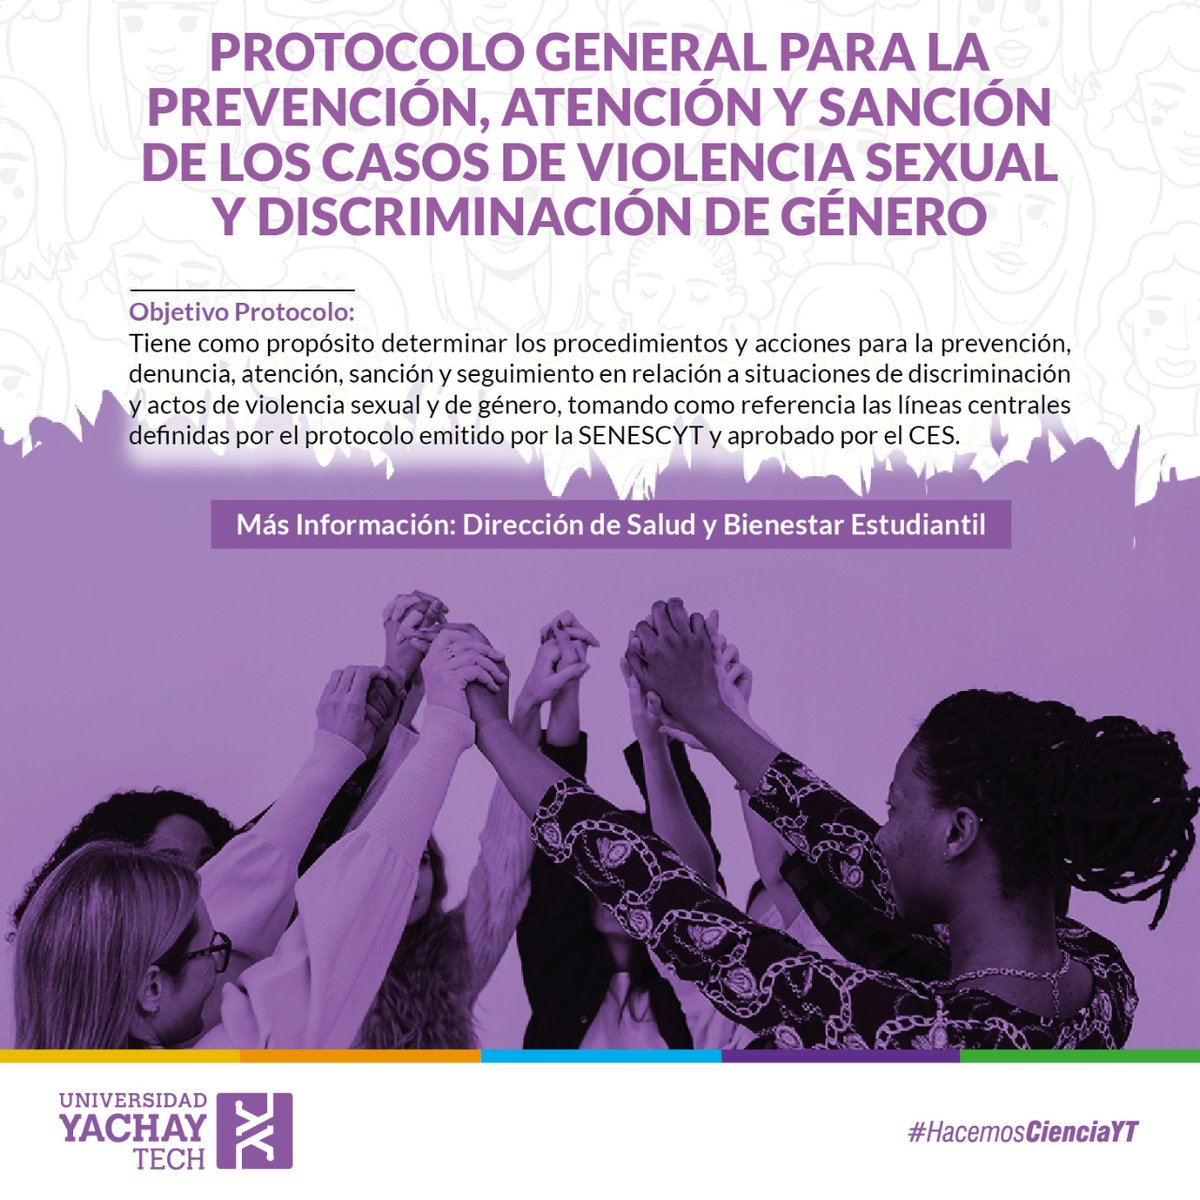 PROTOCOLO GENERAL PARA LA
PREVENCIÓN, ATENCIÓN Y SANCIÓN
DE LOS CASOS DE VIOLENCIA SEXUAL
Y DISCRIMINACIÓN DE GÉNERO
Objetivo Protocolo:
Tiene como propósito determinar los procedimientos y acciones para la prevención,
denuncia, atención, sanción y seguimiento en relación a situaciones de discriminación
y actos de violencia sexual y de género, tomando como referencia las líneas centrales
definidas por el protocolo emitido por la SENESCYT y aprobado por el CES.
Más Información: Dirección de Salud y Bienestar Estudiantil
UNIVERSIDAD
YACHAY
TECH
#HacemosCienciaYT